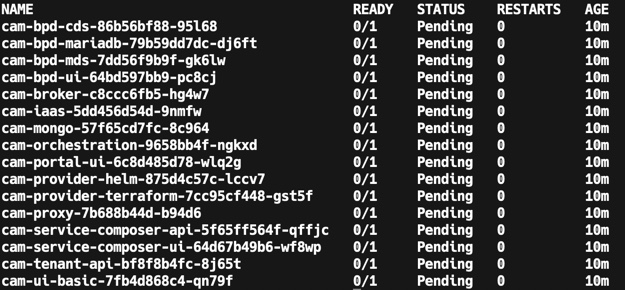 NAME READY STATUS RESTARTS AGE
cam-bpd-cds-86b56bf88-95l68 0/1 Pending 0 10m
cam-bpd-mariadb-79b59dd7dc-dj6ft 0/1 Pending 0 10m
cam-bpd-mds-7dd56f9b9f-gk6lw 0/1 Pending 0 10m
cam-bpd-ui-64bd597bb9-pc8cj 0/1 Pending 0 10m
cam-broker-c8ccc6fb5-hg4w7 0/1 Pending 0 10m
cam-iaas-5dd456d54d-9nmfw 0/1 Pending 0 10m
cam-mongo-57f65cd7fc-8c964 0/1 Pending 0 10m
cam-orchestration-9658bb4f-ngkxd 0/1 Pending 0 10m
cam-portal-ui-6c8d485d78-wlq2g 0/1 Pending 0 10m
cam-provider-helm-875d4c57c-lccv7 0/1 Pending 0 10m
cam-provider-terraform-7cc95cf448-gst5f 0/1 Pending 0 10m
cam-proxy-7b688b44d-b94d6 0/1 Pending 0 10m
cam-service-composer-api-5f65ff564f-qffjc 0/1 Pending 0 10m
cam-service-composer-ui-64d67b49b6-wf8wp 0/1 Pending 0 10m
cam-tenant-api-bf8f8b4fc-8j65t 0/1 Pending 0 10m
cam-ui-basic-7fb4d868c4-qn79f 0/1 Pending 0 10m